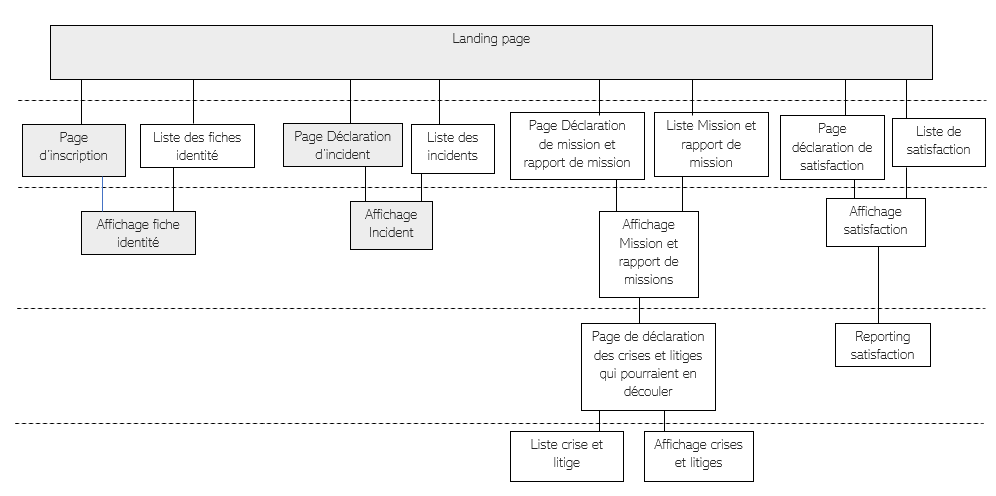 Landing page
Page
d'inscription
Liste des fiches
identité
Page Déclaration
d'incident
Liste des
incidents
Page Déclaration
de mission et
rapport de mission
Liste Mission et
rapport de
mission
Page
déclaration de
satisfaction
Liste de
satisfaction
Affichage fiche
identité
Affichage
Incident
Affichage
Mission et
rapport de
missions
Affichage
satisfaction
Page de déclaration
des crises et litiges
qui pourraient en
découler
Reporting
satisfaction
Liste crise et
litige
Affichage crises
et litiges